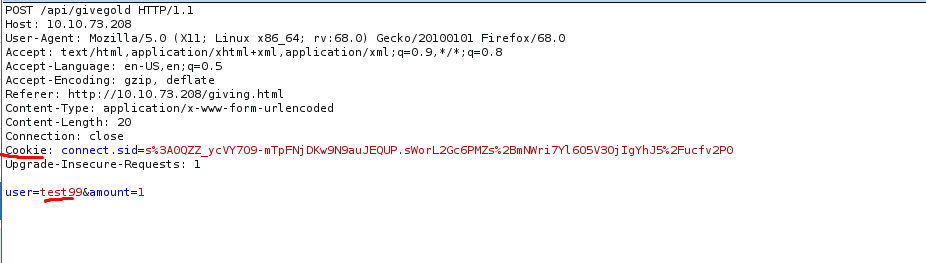 POST /api/givegold HTTP/1.1
Host: 10.10.73.208
User-Agent: Mozilla/5.0 (X11; Linux x86_64; rv:68.0) Gecko/20100101 Firefox/68.0
Accept: text/html,application/xhtml+xml,application/xml;q=0.9,*/*;q=0.8
Accept-Language: en-US,en;q=0.5
Accept-Encoding: gzip, deflate
Referer: http://10.10.73.208/giving.html
Content-Type: application/x-www-form-urlencoded
Content-Length: 20
Connection: close
Cookie: connect.sid=s%3A0QZZ_ycVY7O9-mTpFNjDKw9N9auJEQUP.sWorL2Gc6PMZs%2BmNWri7Yl6O5V3OjIgYhJ5%2Fucfv2P0
Upgrade-Insecure-Requests: 1
user=test99&amount=1